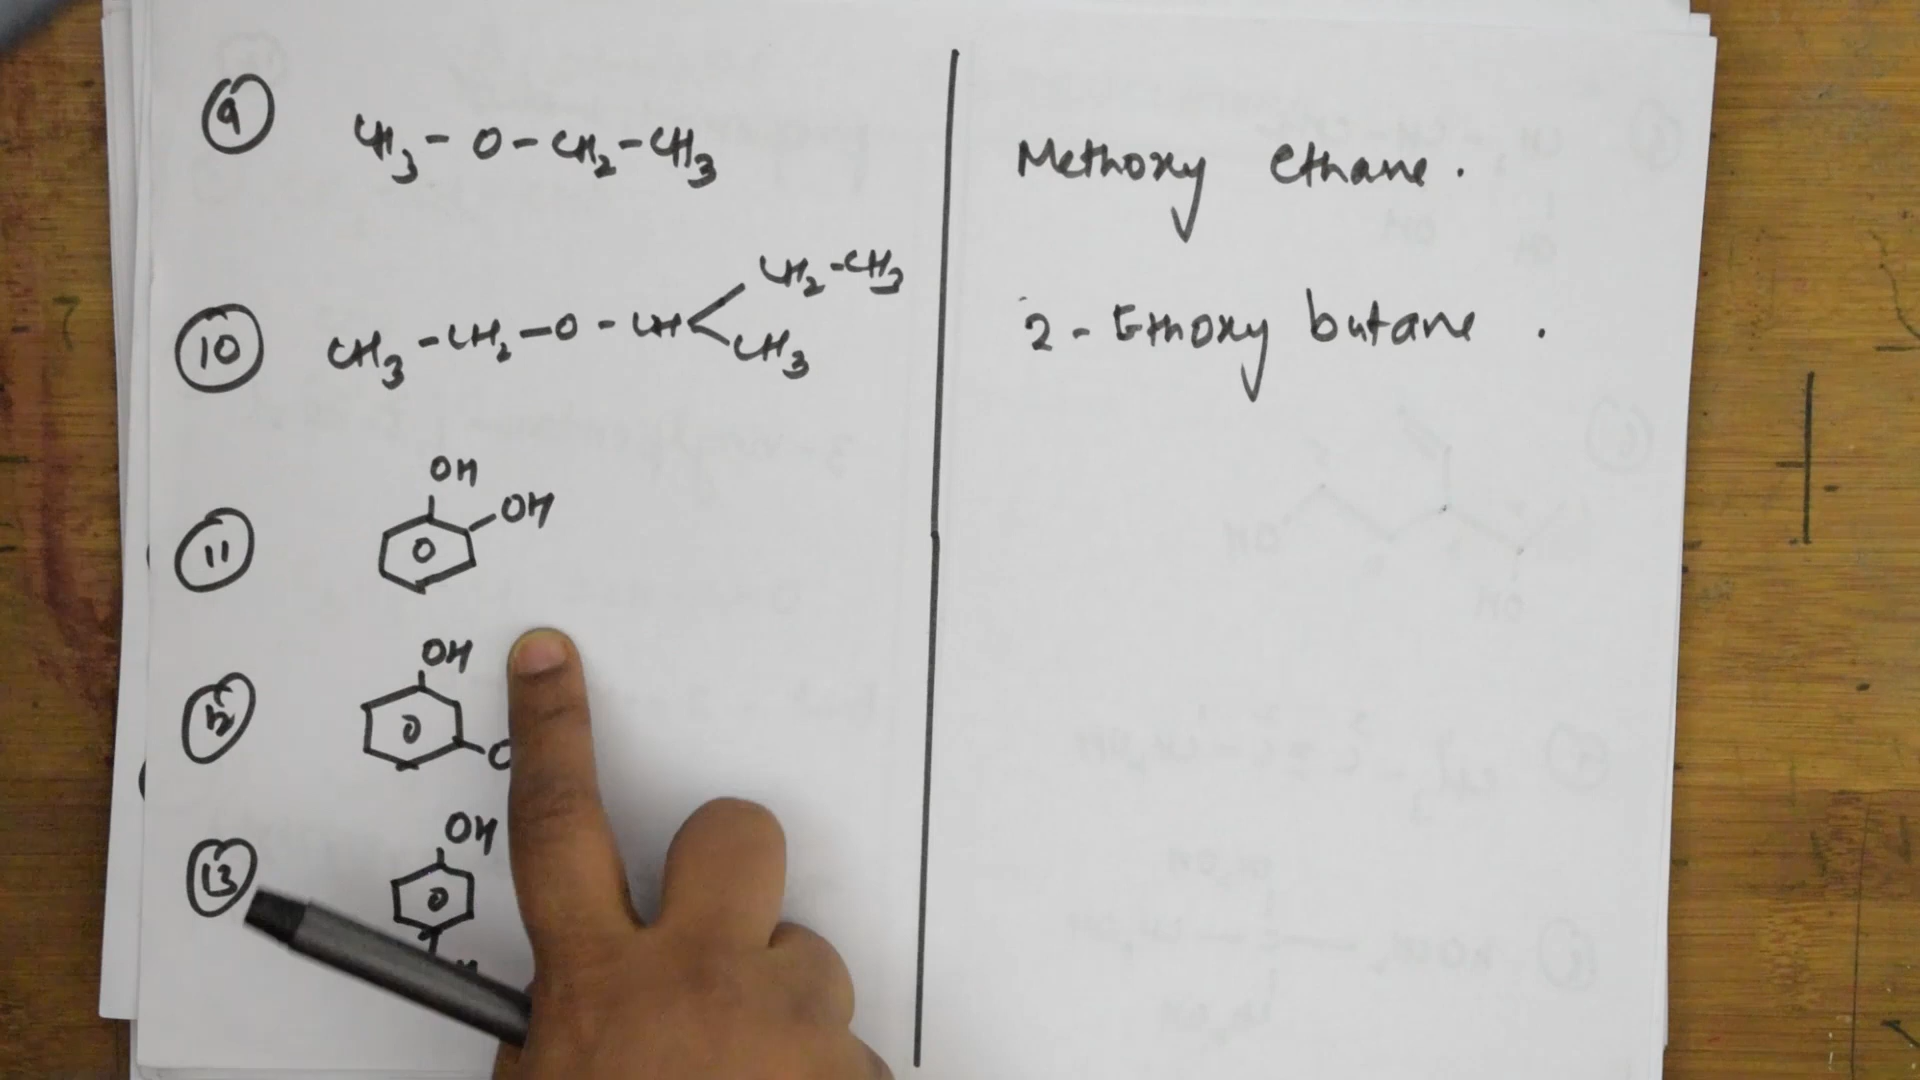 9
CH3 - O - CH2 - CH3
Methoxy ethane.
10
CH3 - CH2 - O - CH
CH2 - CH3
CH3
2 - Ethoxy butane.
11
OH
OH
12
OH
13
OH